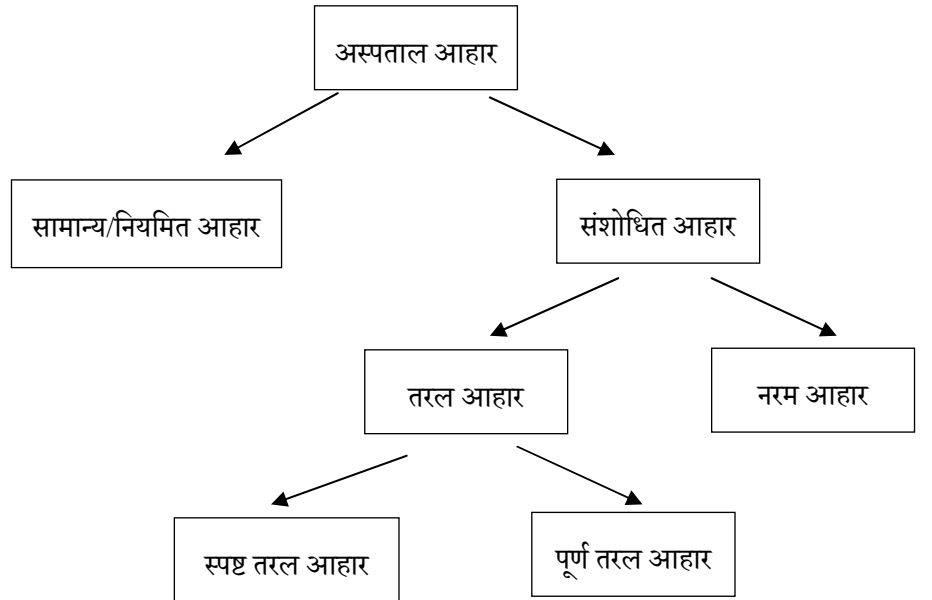 अस्पताल आहार
सामान्य/नियमित आहार
संशोधित आहार
तरल आहार
नरम आहार
स्पष्ट तरल आहार
पूर्ण तरल आहार